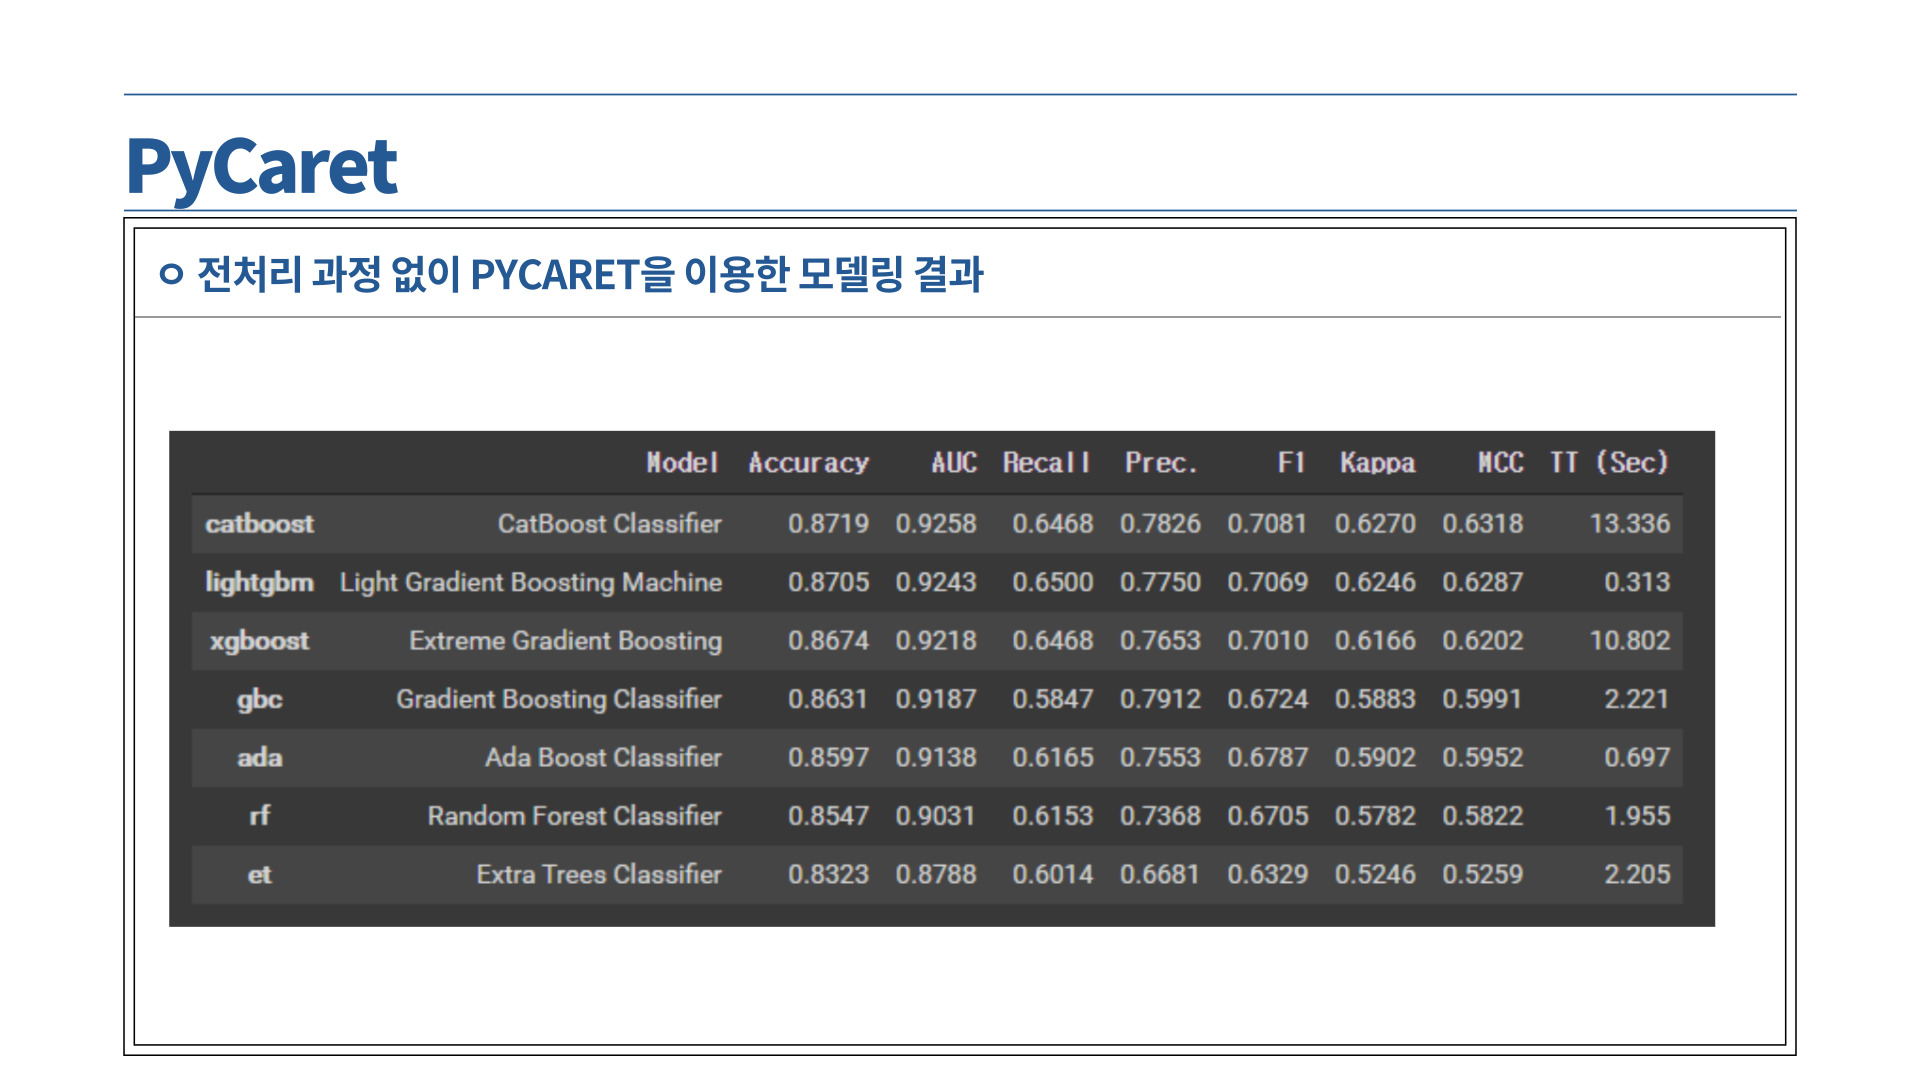 PyCaret
ㅇ 전처리 과정 없이 PYCARET을 이용한 모델링 결과
Model Accuracy AUC Recall Prec. F1 Kappa MCC TT (Sec)
catboost CatBoost Classifier 0.8719 0.9258 0.6468 0.7826 0.7081 0.6270 0.6318 13.336
lightgbm Light Gradient Boosting Machine 0.8705 0.9243 0.6500 0.7750 0.7069 0.6246 0.6287 0.313
xgboost Extreme Gradient Boosting 0.8674 0.9218 0.6468 0.7653 0.7010 0.6166 0.6202 10.802
gbc Gradient Boosting Classifier 0.8631 0.9187 0.5847 0.7912 0.6724 0.5883 0.5991 2.221
ada Ada Boost Classifier 0.8597 0.9138 0.6165 0.7553 0.6787 0.5902 0.5952 0.697
rf Random Forest Classifier 0.8547 0.9031 0.6153 0.7368 0.6705 0.5782 0.5822 1.955
et Extra Trees Classifier 0.8323 0.8788 0.6014 0.6681 0.6329 0.5246 0.5259 2.205